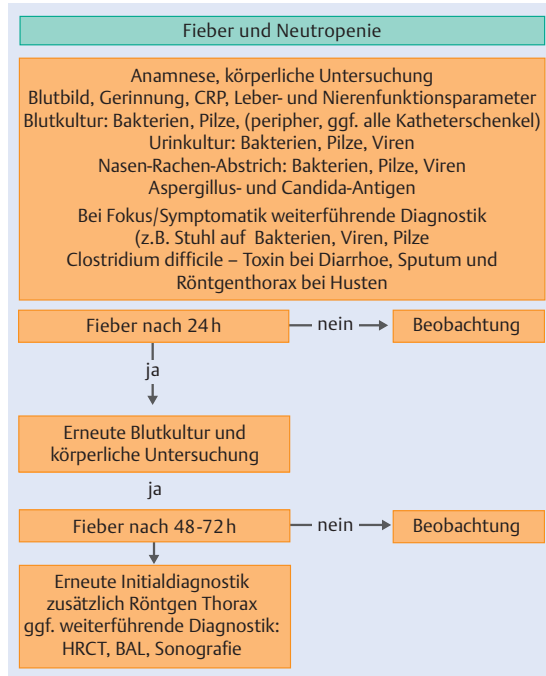 Fieber und Neutropenie
Anamnese, körperliche Untersuchung
Blutbild, Gerinnung, CRP, Leber- und Nierenfunktionsparameter
Blutkultur: Bakterien, Pilze, (peripher, ggf. alle Katheterschenkel)
Urinkultur: Bakterien, Pilze, Viren
Nasen-Rachen-Abstrich: Bakterien, Pilze, Viren
Aspergillus- und Candida-Antigen
Bei Fokus/Symptomatik weiterführende Diagnostik
(z.B. Stuhl auf Bakterien, Viren, Pilze
Clostridium difficile – Toxin bei Diarrhoe, Sputum und
Röntgenthorax bei Husten
Fieber nach 24 h
nein
Beobachtung
ja
Erneute Blutkultur und
körperliche Untersuchung
ja
Fieber nach 48-72 h
nein
Beobachtung
Erneute Initialdiagnostik
zusätzlich Röntgen Thorax
ggf. weiterführende Diagnostik:
HRCT, BAL, Sonografie